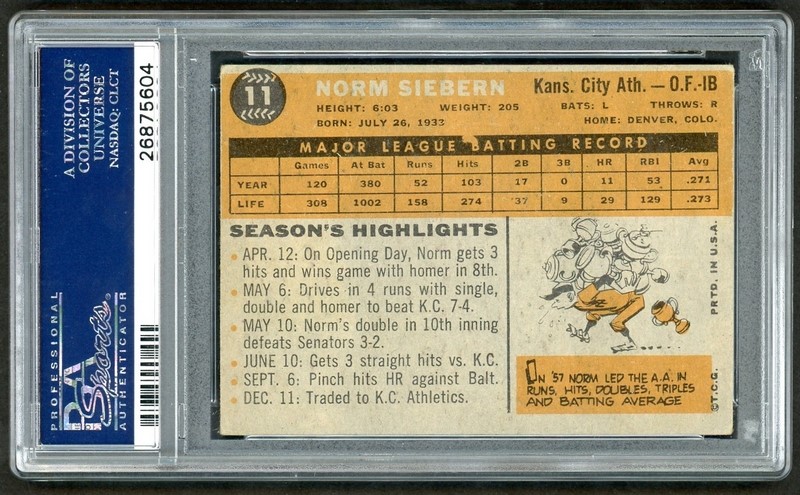 A DIVISION OF
COLLECTORS
UNIVERSE
NASDAQ: CLCT
26875604
PROFESSIONAL
PSA
Sports
AUTHENTICATOR
11
NORM SIEBERN
Kans. City Ath. — O.F.-1B
HEIGHT: 6:03 WEIGHT: 205 BATS: L THROWS: R
BORN: JULY 26, 1933 HOME: DENVER, COLO.
MAJOR LEAGUE BATTING RECORD
Games At Bat Runs Hits 2B 3B HR RBI Avg
YEAR 120 380 52 103 17 0 11 53 .271
LIFE 308 1002 158 274 37 9 29 129 .273
SEASON'S HIGHLIGHTS
APR. 12: On Opening Day, Norm gets 3
hits and wins game with homer in 8th.
MAY 6: Drives in 4 runs with single,
double and homer to beat K.C. 7-4.
MAY 10: Norm's double in 10th inning
defeats Senators 3-2.
JUNE 10: Gets 3 straight hits vs. K.C.
SEPT. 6: Pinch hits HR against Balt.
DEC. 11: Traded to K.C. Athletics.
IN '57 NORM LED THE A.A. IN
RUNS, HITS, DOUBLES, TRIPLES
AND BATTING AVERAGE
©T.C.G. PRTD. IN U.S.A.